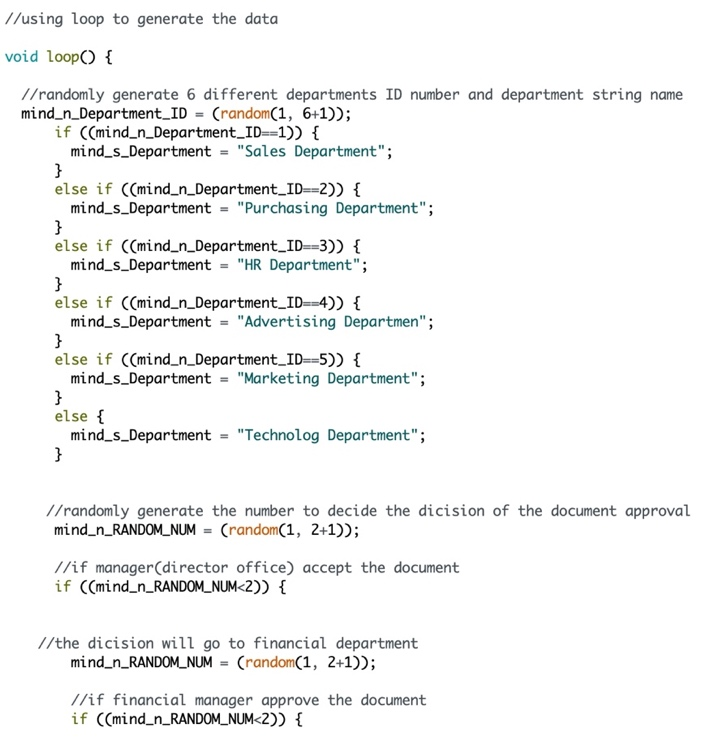 //using loop to generate the data
void loop() {
//randomly generate 6 different departments ID number and department string name
mind_n_Department_ID = (random(1, 6+1));
if ((mind_n_Department_ID==1)) {
mind_s_Department = "Sales Department";
}
else if ((mind_n_Department_ID==2)) {
mind_s_Department = "Purchasing Department";
}
else if ((mind_n_Department_ID==3)) {
mind_s_Department = "HR Department";
}
else if ((mind_n_Department_ID==4)) {
mind_s_Department = "Advertising Departmen";
}
else if ((mind_n_Department_ID==5)) {
mind_s_Department = "Marketing Department";
}
else {
mind_s_Department = "Technolog Department";
}
//randomly generate the number to decide the dicision of the document approval
mind_n_RANDOM_NUM = (random(1, 2+1));
//if manager(director office) accept the document
if ((mind_n_RANDOM_NUM<2)) {
//the dicision will go to financial department
mind_n_RANDOM_NUM = (random(1, 2+1));
//if financial manager approve the document
if ((mind_n_RANDOM_NUM<2)) {